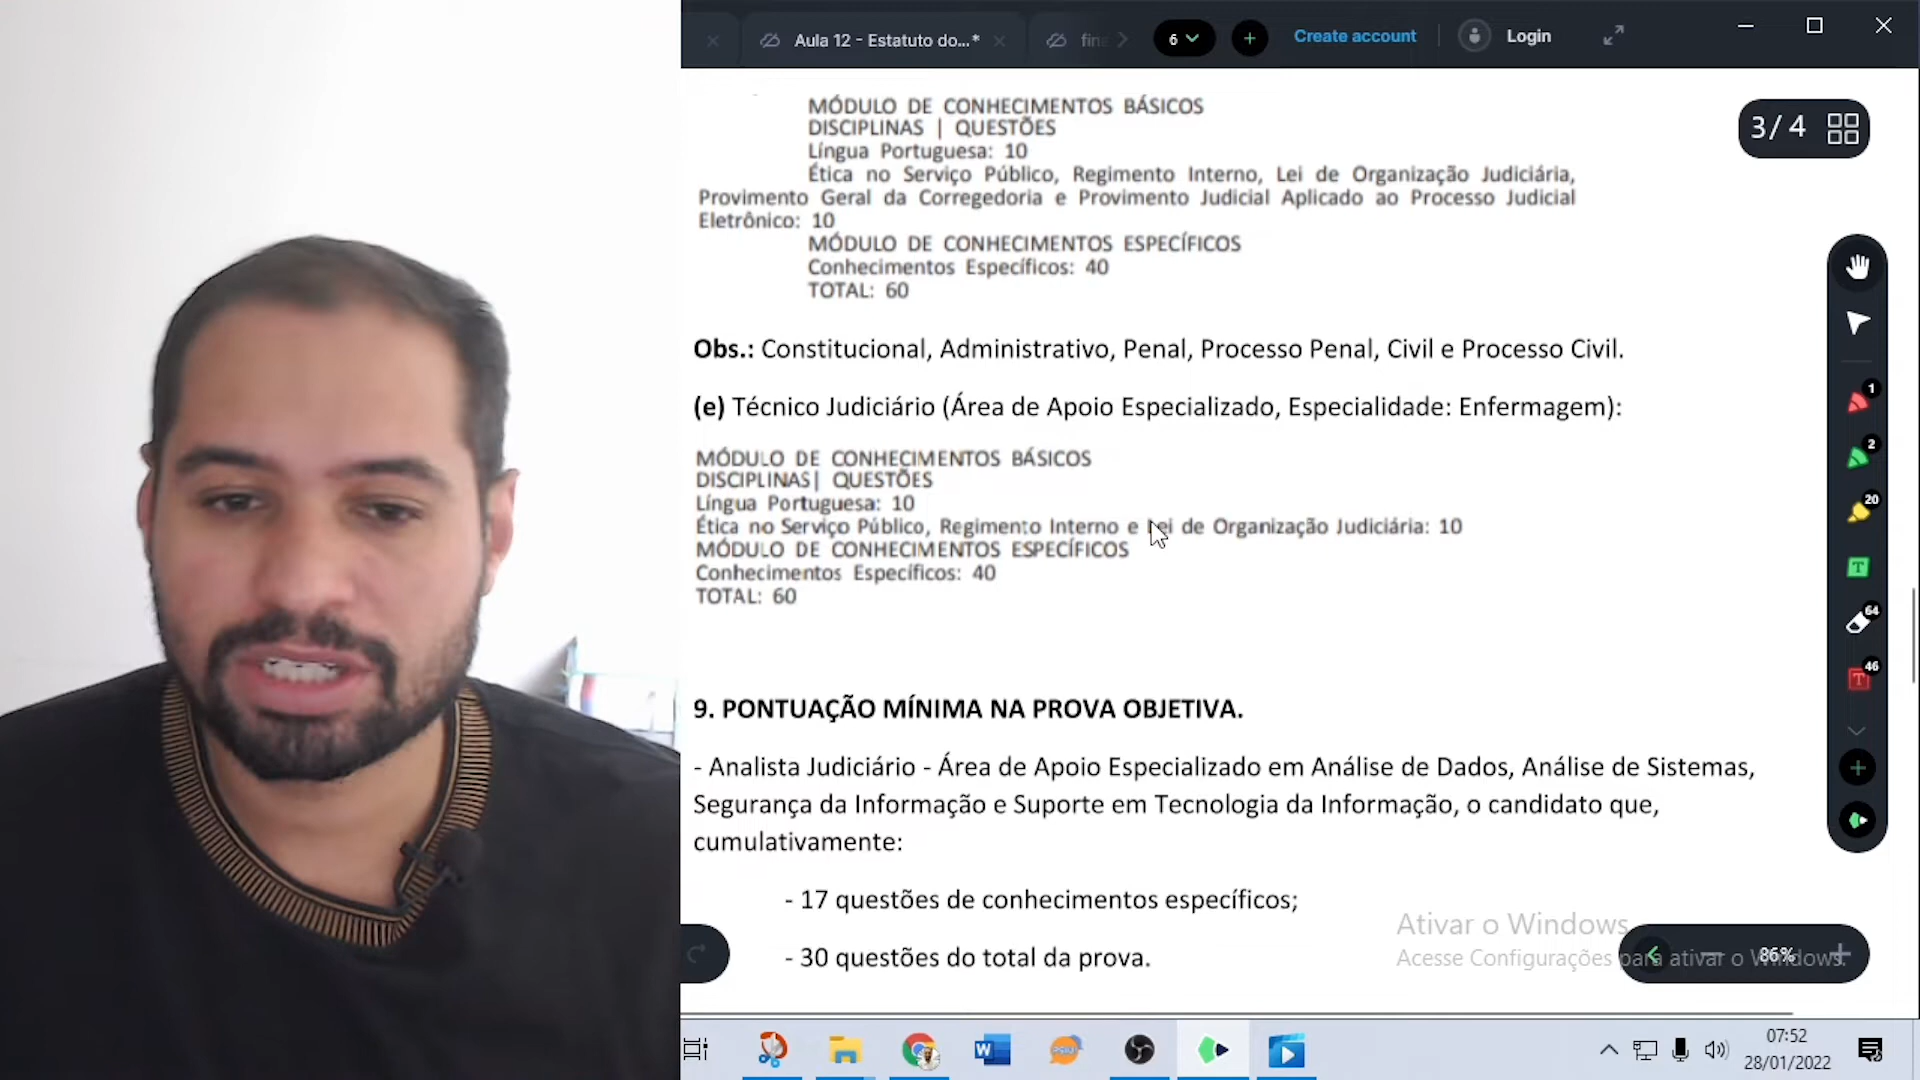 Aula 12 - Estatuto do...*
fina
6
Create account
Login
MÓDULO DE CONHECIMENTOS BÁSICOS
DISCIPLINAS | QUESTÕES
Língua Portuguesa: 10
Ética no Serviço Público, Regimento Interno, Lei de Organização Judiciária,
Provimento Geral da Corregedoria e Provimento Judicial Aplicado ao Processo Judicial
Eletrônico: 10
MÓDULO DE CONHECIMENTOS ESPECÍFICOS
Conhecimentos Específicos: 40
TOTAL: 60
3/ 4
Obs.: Constitucional, Administrativo, Penal, Processo Penal, Civil e Processo Civil.
(e) Técnico Judiciário (Área de Apoio Especializado, Especialidade: Enfermagem):
MÓDULO DE CONHECIMENTOS BÁSICOS
DISCIPLINAS| QUESTÕES
Língua Portuguesa: 10
Ética no Serviço Público, Regimento Interno e Lei de Organização Judiciária: 10
MÓDULO DE CONHECIMENTOS ESPECÍFICOS
Conhecimentos Específicos: 40
TOTAL: 60
1
2
20
T
64
46
T
9. PONTUAÇÃO MÍNIMA NA PROVA OBJETIVA.
- Analista Judiciário - Área de Apoio Especializado em Análise de Dados, Análise de Sistemas,
Segurança da Informação e Suporte em Tecnologia da Informação, o candidato que,
cumulativamente:
- 17 questões de conhecimentos específicos;
- 30 questões do total da prova.
Ativar o Windows
Acesse Configurações para ativar o Windows.
86%
W
07:52
28/01/2022